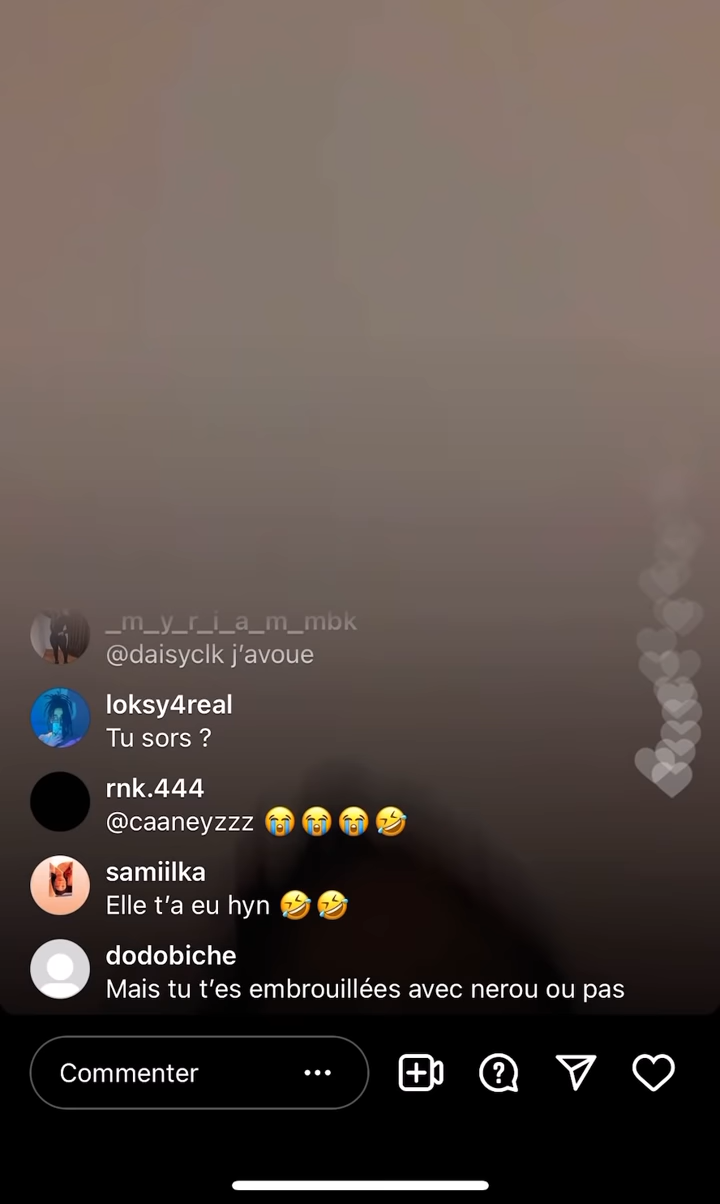 _m_y_r_i_a_m_mbk
@daisyclk j’avoue
loksy4real
Tu sors ?
rnk.444
@caaneyzzz 😭😭😭🤣
samiilka
Elle t’a eu hyn 🤣🤣
dodobiche
Mais tu t’es embrouillées avec nerou ou pas
Commenter